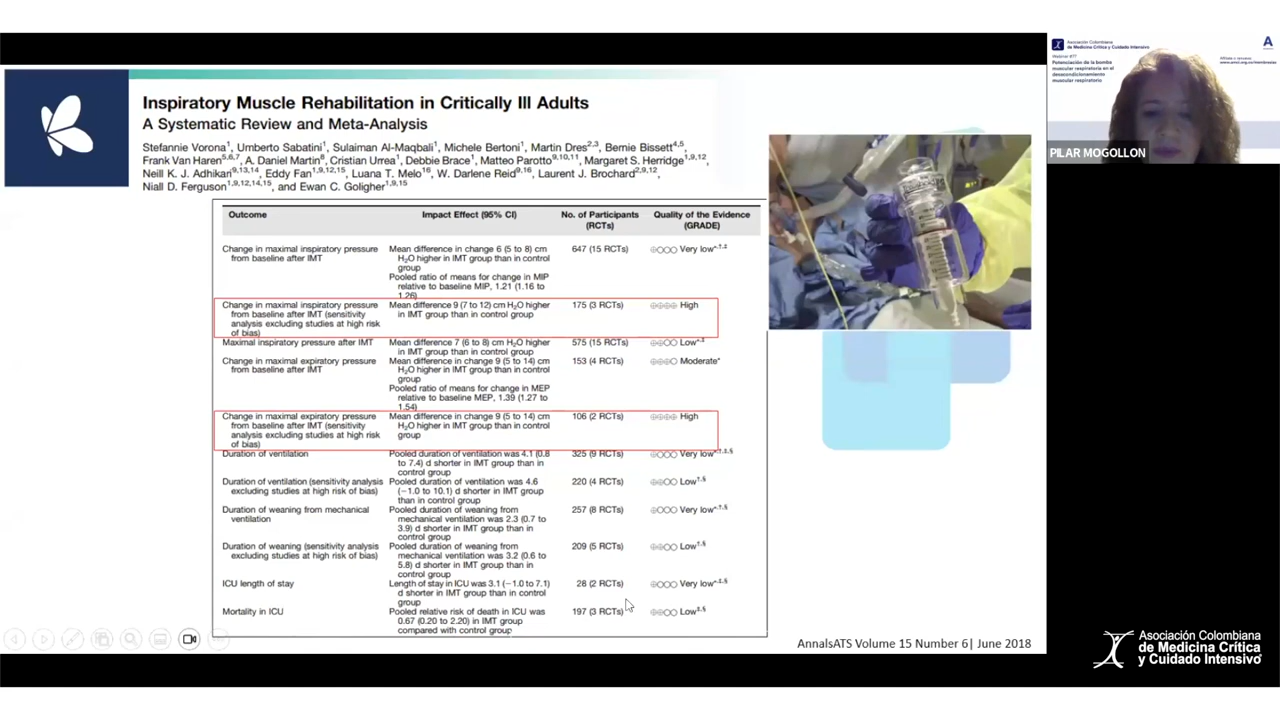 Inspiratory Muscle Rehabilitation in Critically Ill Adults
A Systematic Review and Meta-Analysis
Stefannie Vorona1, Umberto Sabatini1, Sulaiman Al-Maqbali1, Michele Bertoni1, Martin Dres2,3, Bernie Bissett4,5,
Frank Van Haren5,6,7, A. Daniel Martin8, Cristian Urrea1, Debbie Brace1, Matteo Parotto9,10,11, Margaret S. Herridge1,9,12,
Neill K. J. Adhikari9,13,14, Eddy Fan1,9,12,15, Luana T. Melo16, W. Darlene Reid9,16, Laurent J. Brochard2,9,12,
Niall D. Ferguson1,9,12,14,15, and Ewan C. Goligher1,9,15
Outcome Impact Effect (95% CI) No. of Participants (RCTs) Quality of the Evidence (GRADE)
Change in maximal inspiratory pressure Mean difference in change 6 (5 to 8) cm 647 (15 RCTs) Very low*,†,‡
from baseline after IMT H2O higher in IMT group than in control
group
Pooled ratio of means for change in MIP
relative to baseline MIP, 1.21 (1.16 to
1.26)
Change in maximal inspiratory pressure Mean difference 9 (7 to 12) cm H2O higher 175 (3 RCTs) High
from baseline after IMT (sensitivity in IMT group than in control group
analysis excluding studies at high risk
of bias)
Maximal inspiratory pressure after IMT Mean difference 7 (6 to 8) cm H2O higher 575 (15 RCTs) Low*,‡
in IMT group than in control group
Change in maximal expiratory pressure Mean difference in change 9 (5 to 14) cm 153 (4 RCTs) Moderate*
from baseline after IMT H2O higher in IMT group than in control
group
Pooled ratio of means for change in MEP
relative to baseline MEP, 1.39 (1.27 to
1.54)
Change in maximal expiratory pressure Mean difference in change 9 (5 to 14) cm 106 (2 RCTs) High
from baseline after IMT (sensitivity H2O higher in IMT group than in control
analysis excluding studies at high risk group
of bias)
Duration of ventilation Pooled duration of ventilation was 4.1 (0.8 325 (9 RCTs) Very low*,†,‡,§
to 7.4) d shorter in IMT group than in
control group
Duration of ventilation (sensitivity analysis Pooled duration of ventilation was 4.6 220 (4 RCTs) Low†,§
excluding studies at high risk of bias) (−1.0 to 10.1) d shorter in IMT group
than in control group
Duration of weaning from mechanical Pooled duration of weaning from 257 (8 RCTs) Very low*,†,§
ventilation mechanical ventilation was 2.3 (0.7 to
3.9) d shorter in IMT group than in
control group
Duration of weaning (sensitivity analysis Pooled duration of weaning from 209 (5 RCTs) Low†,§
excluding studies at high risk of bias) mechanical ventilation was 3.2 (0.6 to
5.8) d shorter in IMT group than in
control group
ICU length of stay Length of stay in ICU was 3.1 (−1.0 to 7.1) 28 (2 RCTs) Very low*,‡,§
d shorter in IMT group than in control
group
Mortality in ICU Pooled relative risk of death in ICU was 197 (3 RCTs) Low‡,§
0.67 (0.20 to 2.20) in IMT group
compared with control group
AnnalsATS Volume 15 Number 6| June 2018
Asociación Colombiana
de Medicina Crítica y Cuidado Intensivo
Webinar #77
Potenciación de la bomba
muscular respiratoria en el
desacondicionamiento
muscular respiratorio
A
PILAR MOGOLLON
Asociación Colombiana
de Medicina Crítica
y Cuidado Intensivo